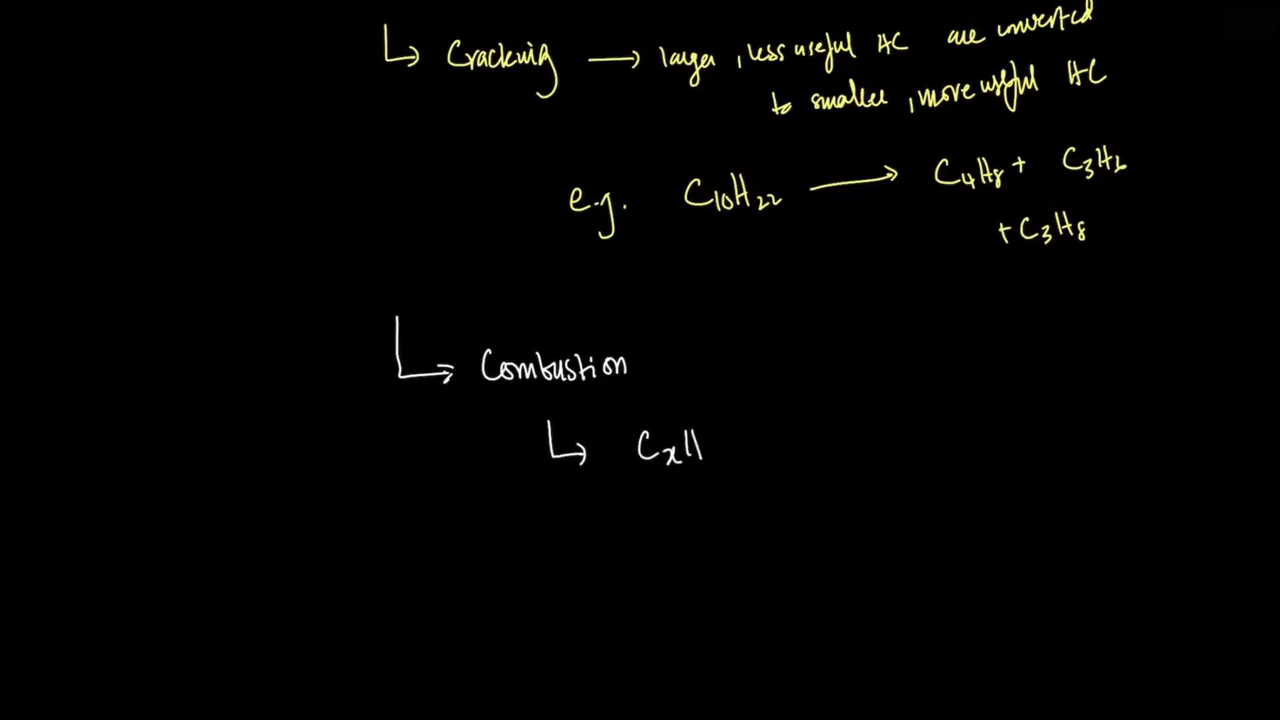 ↳ Cracking → larger, less useful HC are converted
to smaller, more useful HC
e.g. C₁₀H₂₂ → C₄H₈ + C₃H₆
+ C₃H₈
↳ Combustion
↳ CₓH